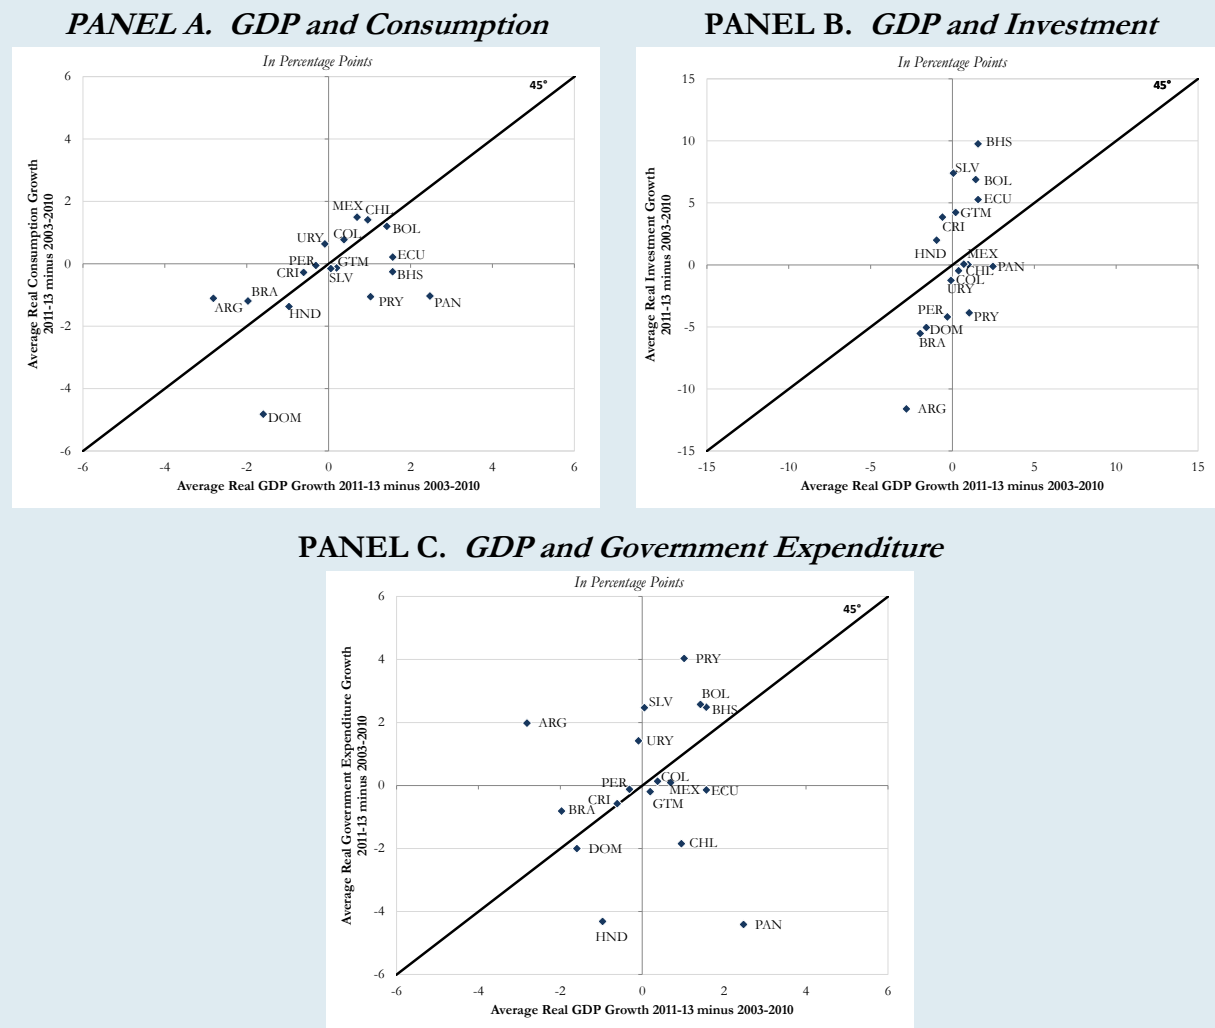 PANEL A. GDP and Consumption
In Percentage Points
45°
6
4
2
0
-2
-4
-6
-6
-4
-2
0
2
4
6
Average Real Consumption Growth
2011-13 minus 2003-2010
Average Real GDP Growth 2011-13 minus 2003-2010
MEX
CHL
BOL
URY
COL
ECU
PER
GTM
CRI
SLV
BHS
BRA
ARG
HND
PRY
PAN
DOM
PANEL B. GDP and Investment
In Percentage Points
45°
15
10
5
0
-5
-10
-15
-15
-10
-5
0
5
10
15
Average Real Investment Growth
2011-13 minus 2003-2010
Average Real GDP Growth 2011-13 minus 2003-2010
BHS
SLV
BOL
ECU
GTM
CRI
HND
MEX
PAN
CHL
COL
URY
PER
PRY
DOM
BRA
ARG
PANEL C. GDP and Government Expenditure
In Percentage Points
45°
6
4
2
0
-2
-4
-6
-6
-4
-2
0
2
4
6
Average Real Government Expenditure Growth
2011-13 minus 2003-2010
Average Real GDP Growth 2011-13 minus 2003-2010
PRY
BOL
SLV
BHS
ARG
URY
COL
PER
MEX
ECU
CRI
GTM
BRA
CHL
DOM
HND
PAN